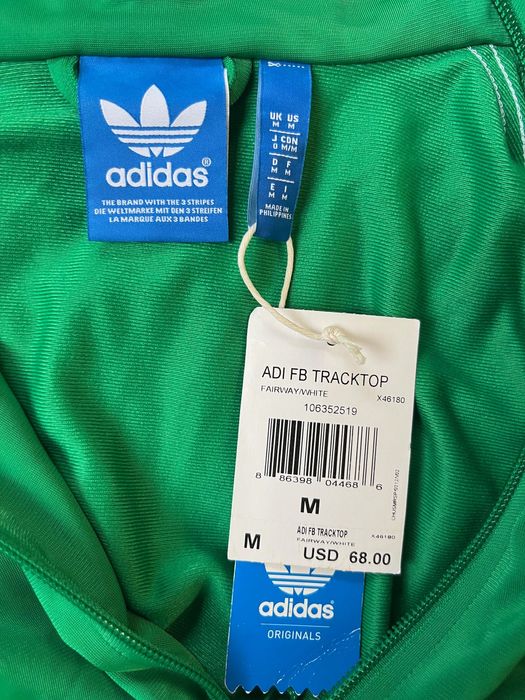 adidas®
THE BRAND WITH THE 3 STRIPES
DIE WELTMARKE MIT DEN 3 STREIFEN
LA MARQUE AUX 3 BANDES
UK US
M M
J CDN
O M/M
D F
M M
E I
M M
MADE IN
PHILIPPINES
ADI FB TRACKTOP
FAIRWAY/WHITE X46180
106352519
8 86398 04468 6
M
ADI FB TRACKTOP X46180
FAIRWAY/WHITE
M USD 68.00
adidas
ORIGINALS